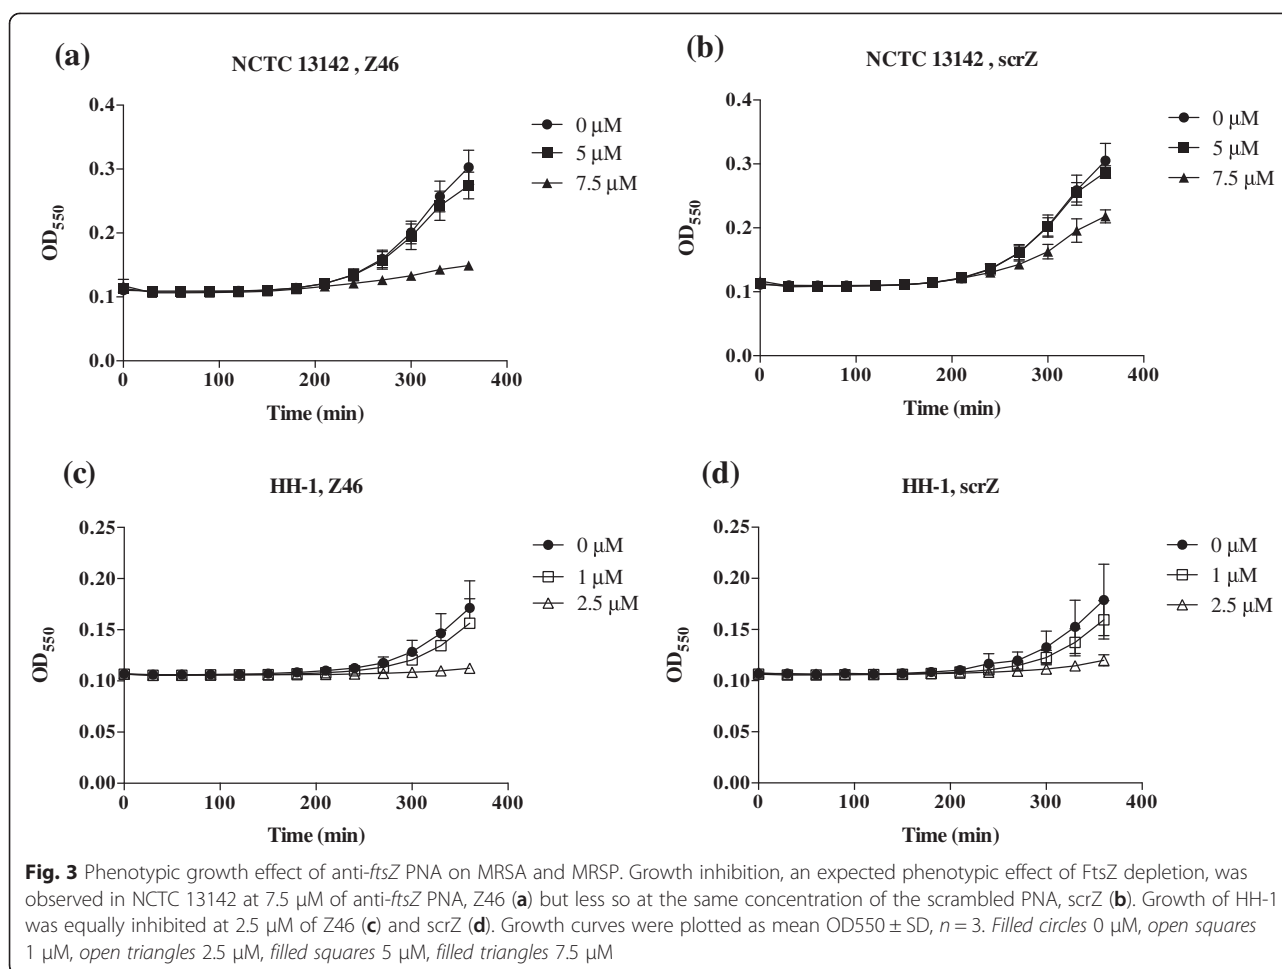 (a)
NCTC 13142 , Z46
0.4
0.3
0.2
0.1
0.0
OD550
0
100
200
300
400
Time (min)
0 µM
5 µM
7.5 µM
(b)
NCTC 13142 , scrZ
0.4
0.3
0.2
0.1
0.0
OD550
0
100
200
300
400
Time (min)
0 µM
5 µM
7.5 µM
(c)
HH-1, Z46
0.25
0.20
0.15
0.10
0.05
0.00
OD550
0
100
200
300
400
Time (min)
0 µM
1 µM
2.5 µM
(d)
HH-1, scrZ
0.25
0.20
0.15
0.10
0.05
0.00
OD550
0
100
200
300
400
Time (min)
0 µM
1 µM
2.5 µM
Fig. 3 Phenotypic growth effect of anti-ftsZ PNA on MRSA and MRSP. Growth inhibition, an expected phenotypic effect of FtsZ depletion, was
observed in NCTC 13142 at 7.5 µM of anti-ftsZ PNA, Z46 (a) but less so at the same concentration of the scrambled PNA, scrZ (b). Growth of HH-1
was equally inhibited at 2.5 µM of Z46 (c) and scrZ (d). Growth curves were plotted as mean OD550 ± SD, n = 3. Filled circles 0 µM, open squares
1 µM, open triangles 2.5 µM, filled squares 5 µM, filled triangles 7.5 µM